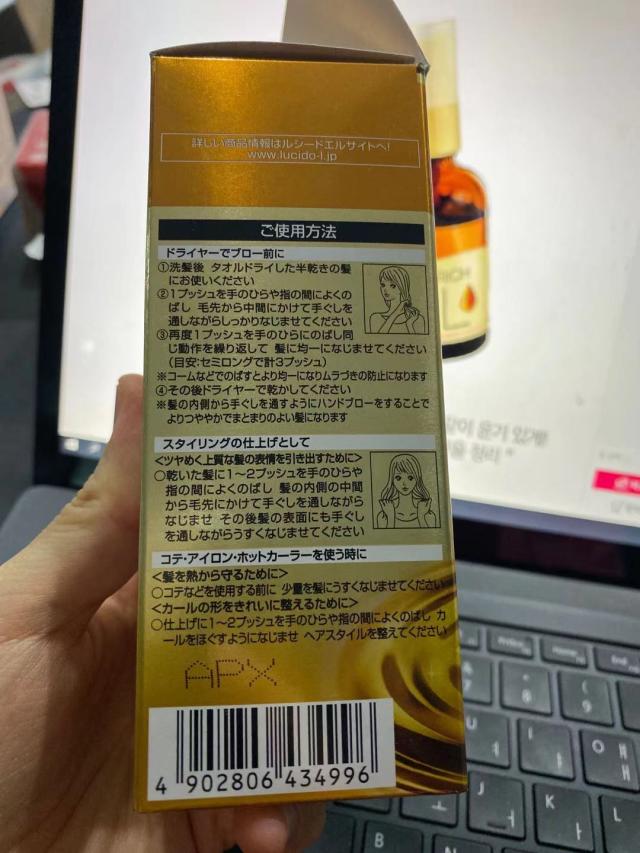 詳しい商品情報はルシードエルサイトへ!
www.lucido-l.jp
ご使用方法
ドライヤーでブロー前に
①洗髪後 タオルドライした半乾きの髪
にお使いください
②1プッシュを手のひらや指の間によくの
ばし 毛先から中間にかけて手ぐしを
通しながらしっかりなじませてください
③再度1プッシュを手のひらにのばし同
じ動作を繰り返して 髪に均一になじませてください
(目安:セミロングで計3プッシュ)
※コームなどでのばすとより均一になりムラづきの防止になります
④その後ドライヤーで乾かしてください
※髪の内側から手ぐしを通すようにハンドブローをすることで
よりつややかでまとまりのよい髪になります
スタイリングの仕上げとして
<ツヤめく上質な髪の表情を引き出すために>
○乾いた髪に1〜2プッシュを手のひらや
指の間によくのばし 髪の内側の中間
から毛先にかけて手ぐしを通しながら
なじませ その後髪の表面にも手ぐし
を通しながらうすくなじませてください
コテ・アイロン・ホットカーラーを使う時に
<髪を熱から守るために>
○コテなどを使用する前に 少量を髪にうすくなじませてください
<カールの形をきれいに整えるために>
○仕上げに1〜2プッシュを手のひらや指の間によくのばし カ
ールをほぐすようになじませ ヘアスタイルを整えてください
APX
4 902806 434996
RICH
윤기 있게!
정리 "
Home
End
7
8
9
U
I
J
K
L
B
N
M